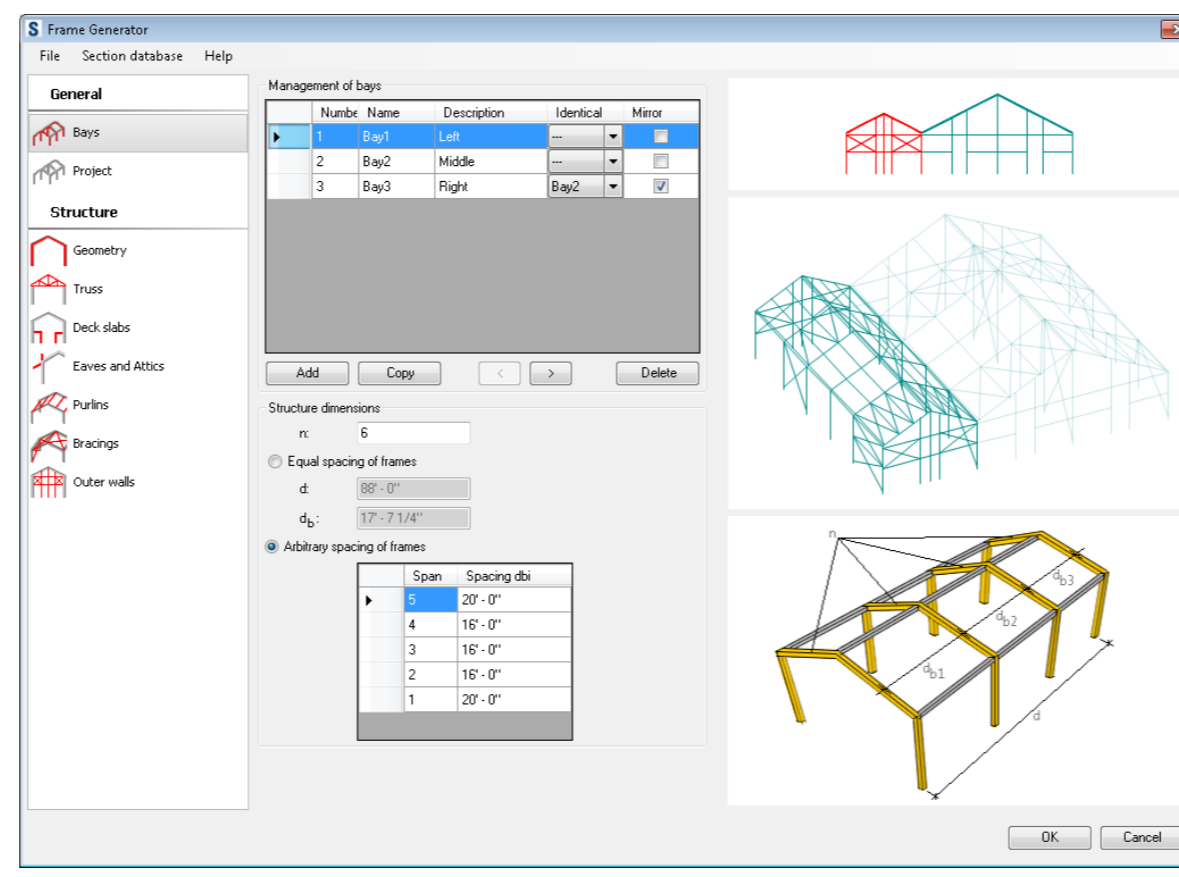 S Frame Generator
File Section database Help
General
Bays
Project
Structure
Geometry
Truss
Deck slabs
Eaves and Attics
Purlins
Bracings
Outer walls
Management of bays
Numbe Name Description Identical Mirror
1 Bay1 Left ---
2 Bay2 Middle ---
3 Bay3 Right Bay2
Add Copy < > Delete
Structure dimensions
n: 6
Equal spacing of frames
d: 88' - 0''
db: 17' - 7 1/4''
Arbitrary spacing of frames
Span Spacing dbi
5 20' - 0''
4 16' - 0''
3 16' - 0''
2 16' - 0''
1 20' - 0''
n
db3
db2
db1
d
OK Cancel